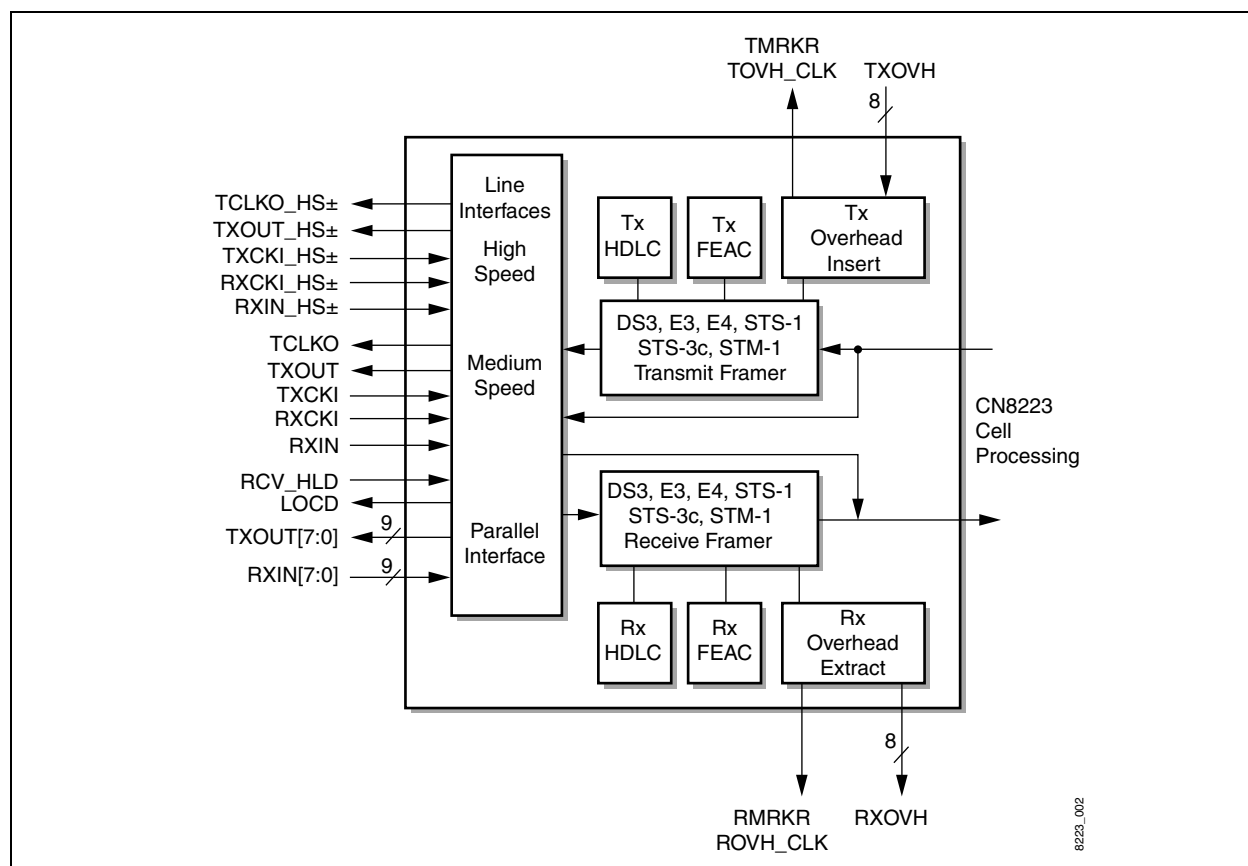 TMRKR
TOVH_CLK
TXOVH
8
Line
Interfaces
High
Speed
Medium
Speed
Parallel
Interface
TCLKO_HS±
TXOUT_HS±
TXCKI_HS±
RXCKI_HS±
RXIN_HS±
TCLKO
TXOUT
TXCKI
RXCKI
RXIN
RCV_HLD
LOCD
TXOUT[7:0]
9
RXIN[7:0]
9
Tx
HDLC
Tx
FEAC
Tx
Overhead
Insert
DS3, E3, E4, STS-1
STS-3c, STM-1
Transmit Framer
CN8223
Cell
Processing
DS3, E3, E4, STS-1
STS-3c, STM-1
Receive Framer
Rx
HDLC
Rx
FEAC
Rx
Overhead
Extract
8
RMRKR
ROVH_CLK
RXOVH
8223_002